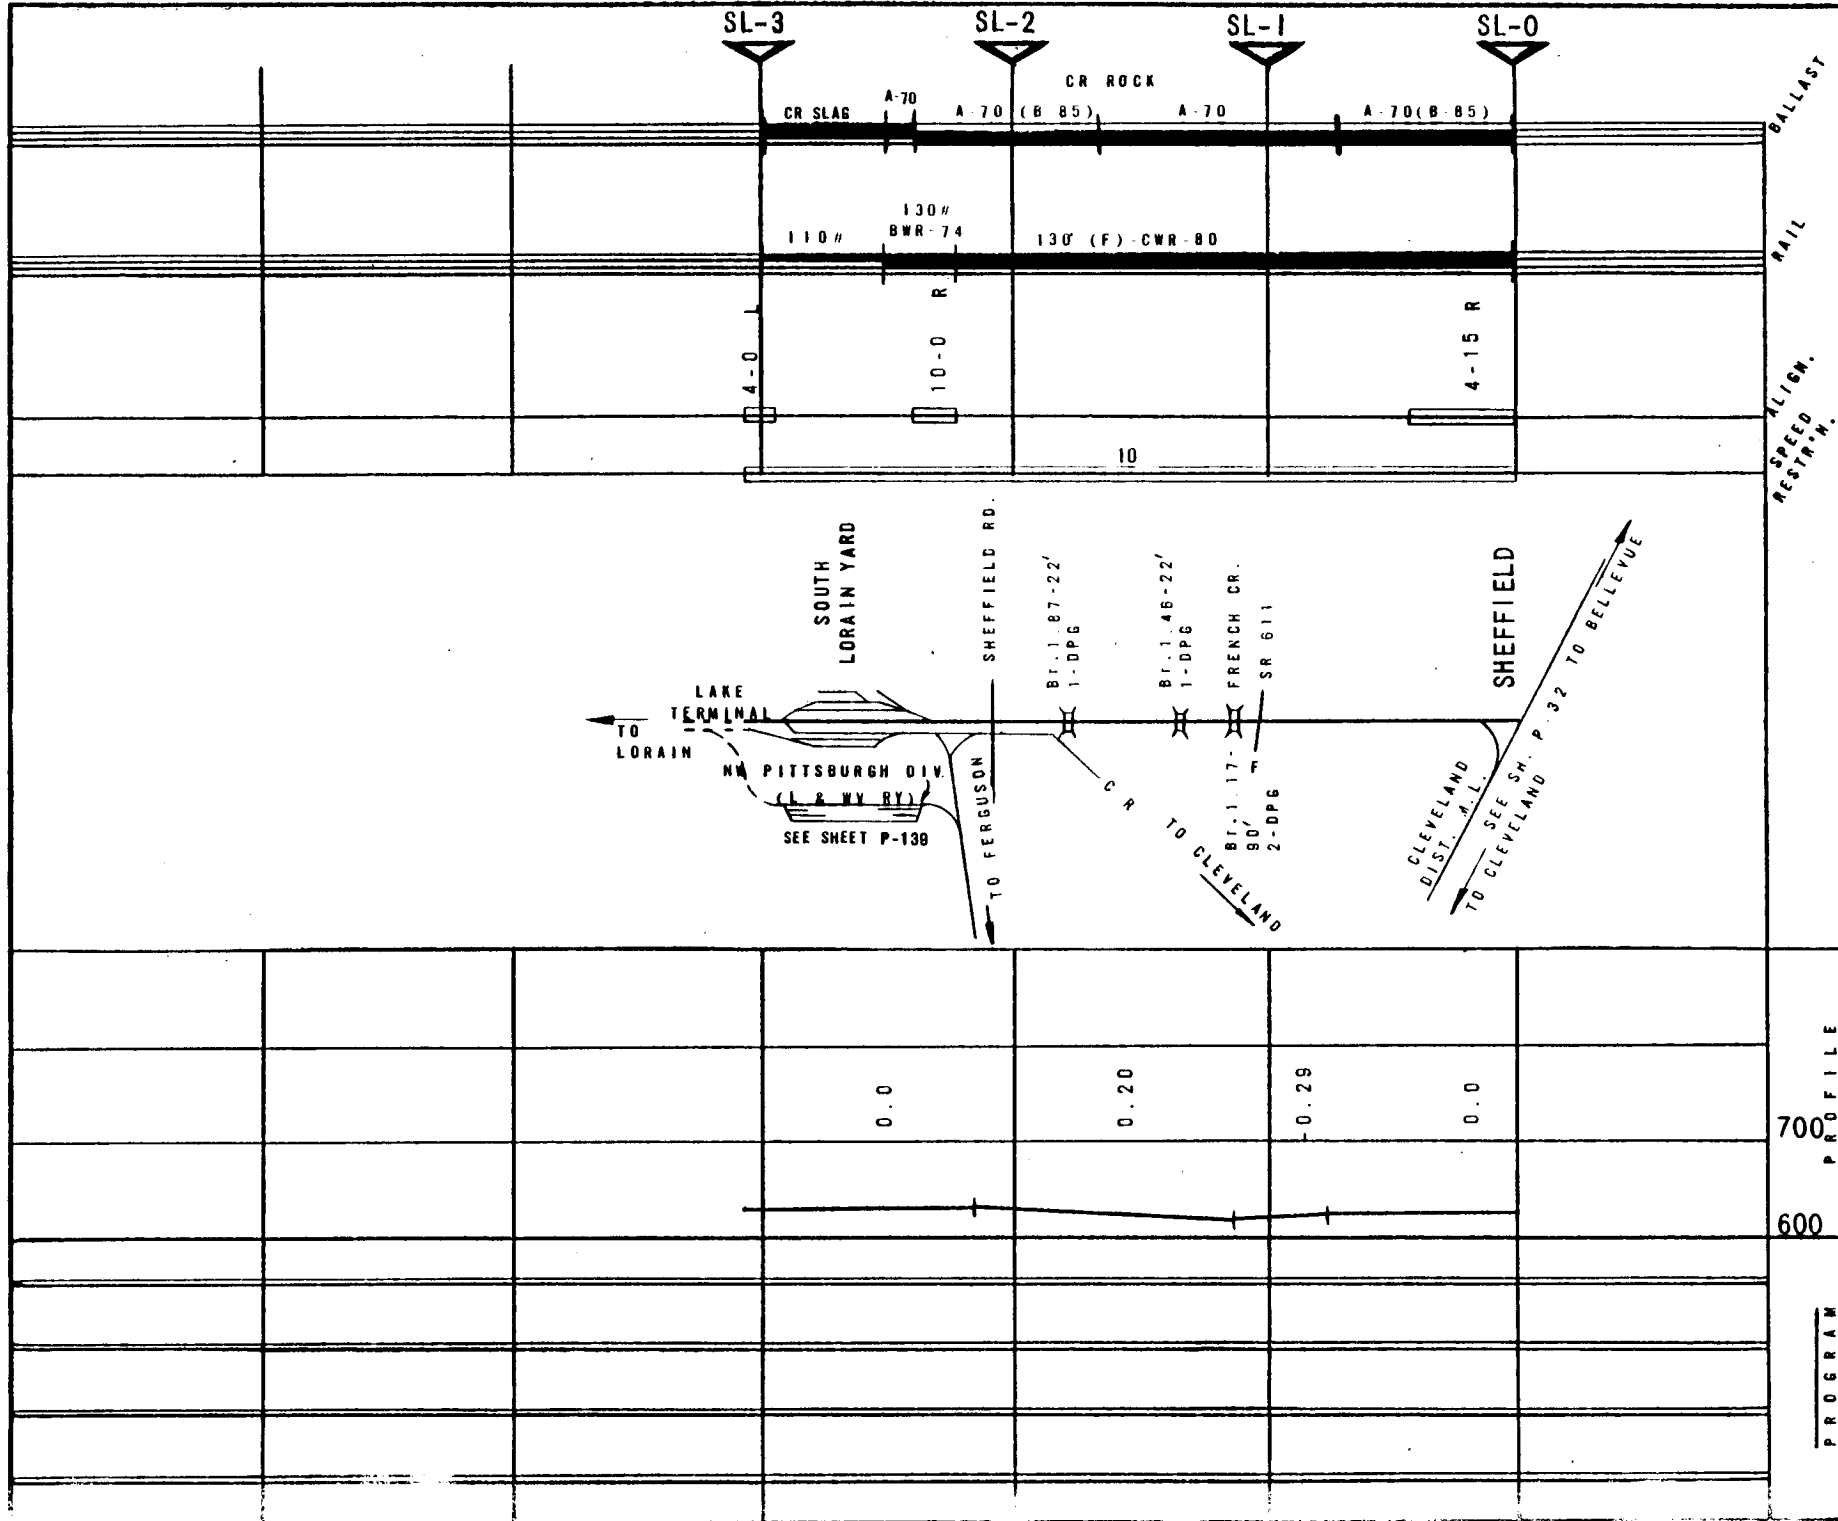 SL-3
SL-2
SL-1
SL-0
CR ROCK
A-70
CR SLAG
A-70 (B 85)
A-70
A-70(B-85)
BALLAST
130#
BWR-74
110#
130' (F)-CWR-80
RAIL
4-0 L
10-0 R
4-15 R
ALIGN.
10
SPEED
RESTR'N.
SOUTH
LORAIN YARD
SHEFFIELD RD.
Br. 1.87-22'
1-DPG
Br. 1.46-22'
1-DPG
FRENCH CR.
SR 611
SHEFFIELD
LAKE
TERMINAL
TO
LORAIN
NW PITTSBURGH DIV.
(L & WV RY)
SEE SHEET P-139
TO FERGUSON
CR TO CLEVELAND
Br. 1.17-
90'
2-DPG
F
CLEVELAND
DIST. M.L.
SEE SH. P-32 TO BELLEVUE
TO CLEVELAND
0.0
0.20
0.29
0.0
PROFILE
700
600
PROGRAM